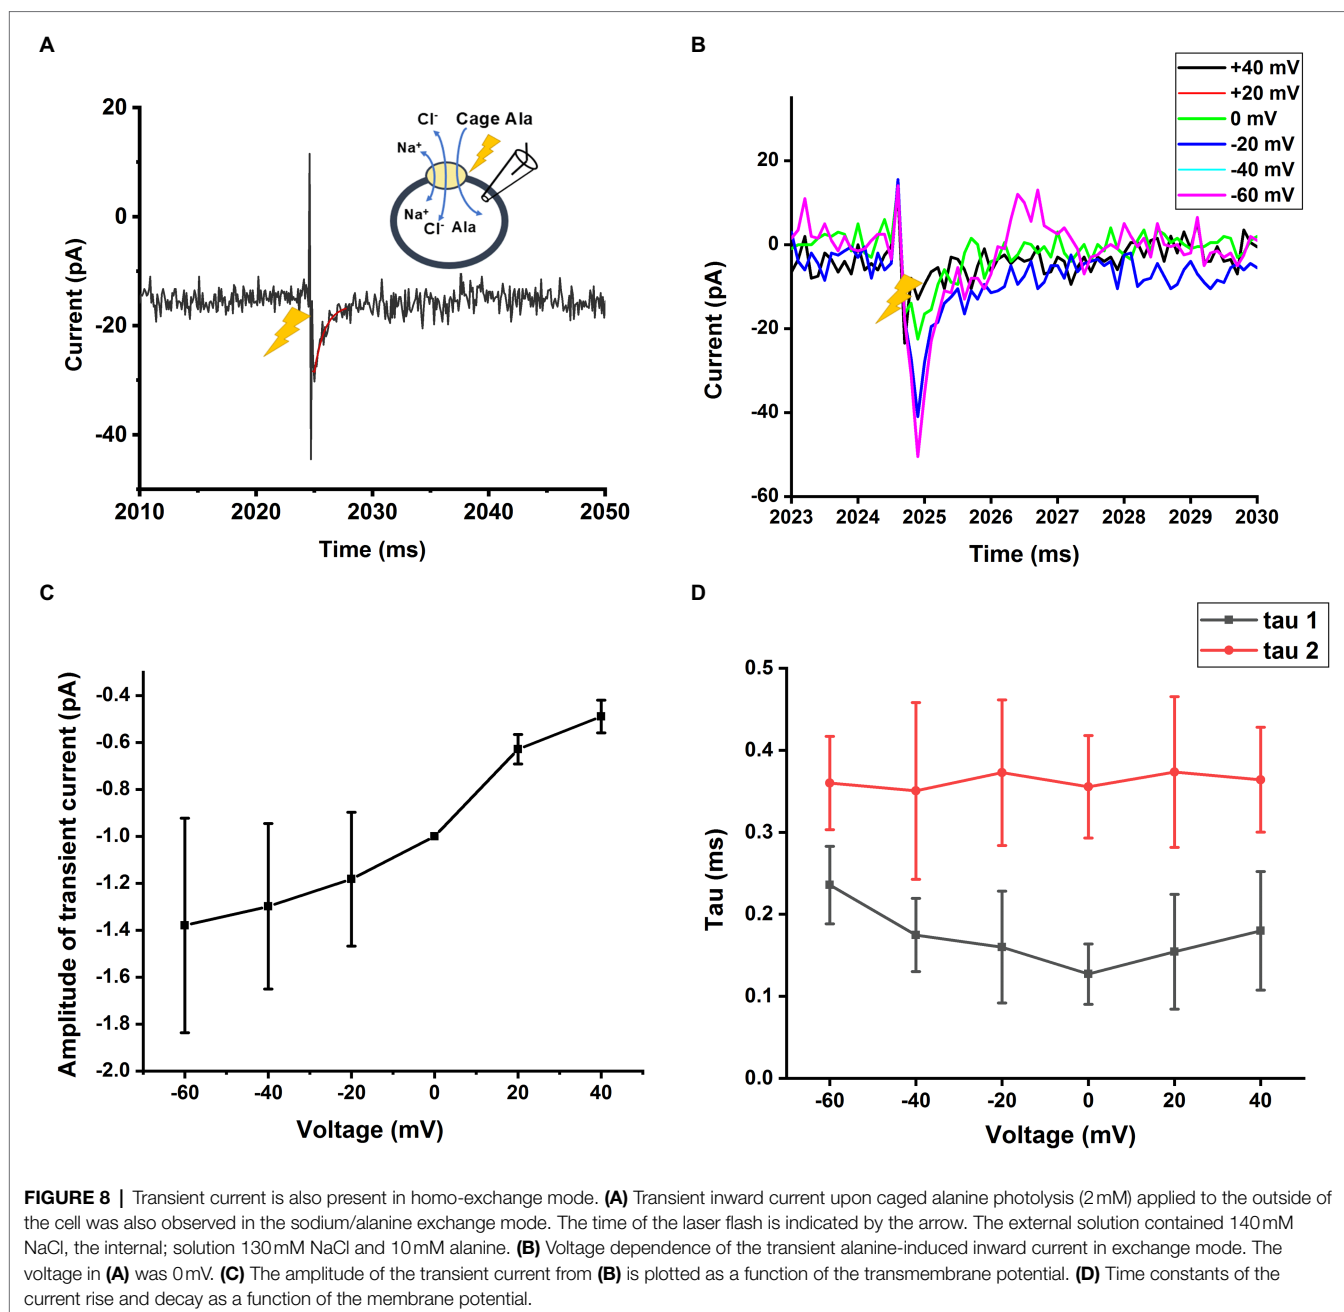 A
20
0
-20
-40
Current (pA)
2010 2020 2030 2040 2050
Time (ms)
Cl- Cage Ala
Na+
Na+
Cl- Ala
B
+40 mV
+20 mV
0 mV
-20 mV
-40 mV
-60 mV
20
0
-20
-40
-60
Current (pA)
2023 2024 2025 2026 2027 2028 2029 2030
Time (ms)
C
-0.4
-0.6
-0.8
-1.0
-1.2
-1.4
-1.6
-1.8
-2.0
Amplitude of transient current (pA)
-60 -40 -20 0 20 40
Voltage (mV)
D
tau 1
tau 2
0.5
0.4
0.3
0.2
0.1
0.0
Tau (ms)
-60 -40 -20 0 20 40
Voltage (mV)
FIGURE 8 | Transient current is also present in homo-exchange mode. (A) Transient inward current upon caged alanine photolysis (2 mM) applied to the outside of
the cell was also observed in the sodium/alanine exchange mode. The time of the laser flash is indicated by the arrow. The external solution contained 140 mM
NaCl, the internal; solution 130 mM NaCl and 10 mM alanine. (B) Voltage dependence of the transient alanine-induced inward current in exchange mode. The
voltage in (A) was 0 mV. (C) The amplitude of the transient current from (B) is plotted as a function of the transmembrane potential. (D) Time constants of the
current rise and decay as a function of the membrane potential.